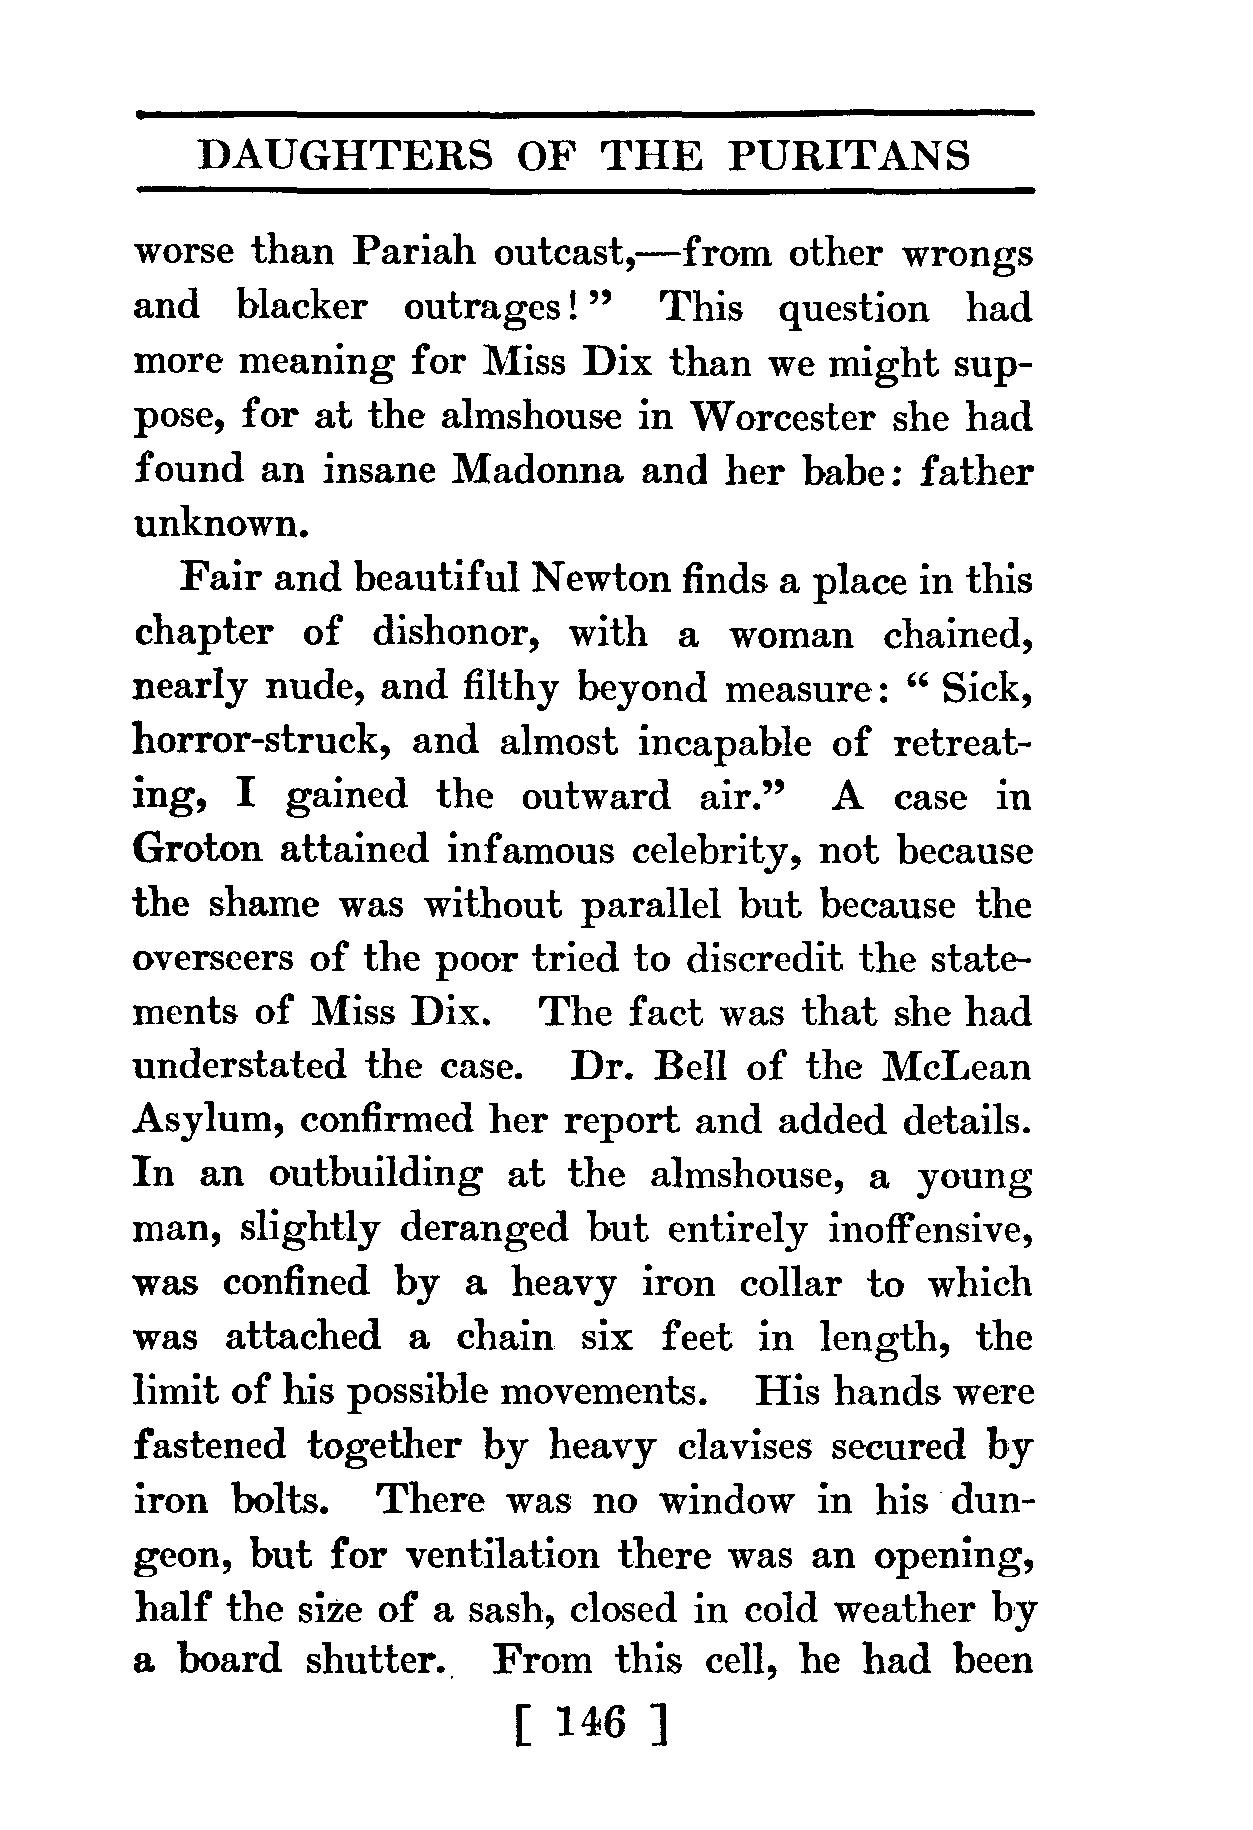 DAUGHTERS OF THE PURITANS
worse than Pariah outcast,—from other wrongs
and blacker outrages!" This question had
more meaning for Miss Dix than we might sup-
pose, for at the almshouse in Worcester she had
found an insane Madonna and her babe: father
unknown.
Fair and beautiful Newton finds a place in this
chapter of dishonor, with a woman chained,
nearly nude, and filthy beyond measure: "Sick,
horror-struck, and almost incapable of retreat-
ing, I gained the outward air." A case in
Groton attained infamous celebrity, not because
the shame was without parallel but because the
overseers of the poor tried to discredit the state-
ments of Miss Dix. The fact was that she had
understated the case. Dr. Bell of the McLean
Asylum, confirmed her report and added details.
In an outbuilding at the almshouse, a young
man, slightly deranged but entirely inoffensive,
was confined by a heavy iron collar to which
was attached a chain six feet in length, the
limit of his possible movements. His hands were
fastened together by heavy clavises secured by
iron bolts. There was no window in his dun-
geon, but for ventilation there was an opening,
half the size of a sash, closed in cold weather by
a board shutter. From this cell, he had been
[ 146 ]